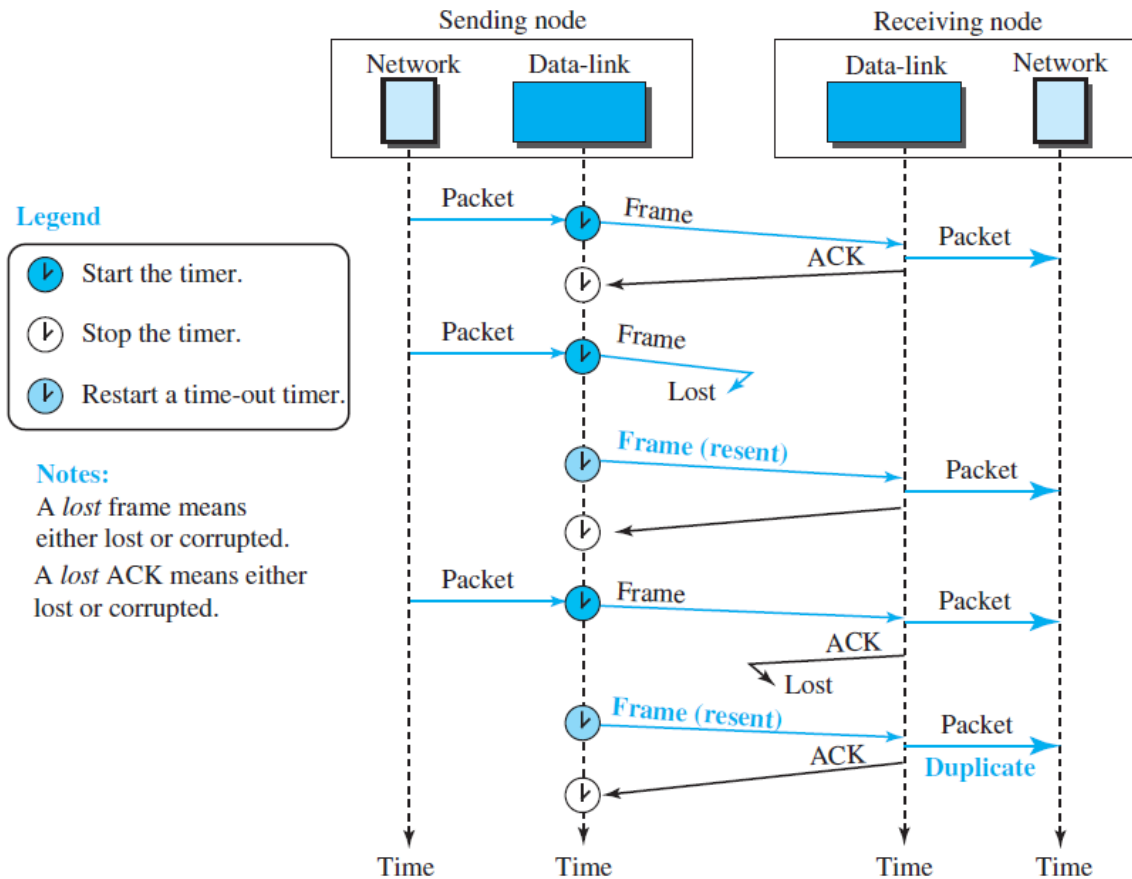 Sending node
Receiving node
Network
Data-link
Data-link
Network
Legend
Start the timer.
Stop the timer.
Restart a time-out timer.
Notes:
A lost frame means
either lost or corrupted.
A lost ACK means either
lost or corrupted.
Packet
Frame
Packet
ACK
Packet
Frame
Lost
Frame (resent)
Packet
Packet
Frame
Packet
ACK
Lost
Frame (resent)
Packet
ACK
Duplicate
Time
Time
Time
Time